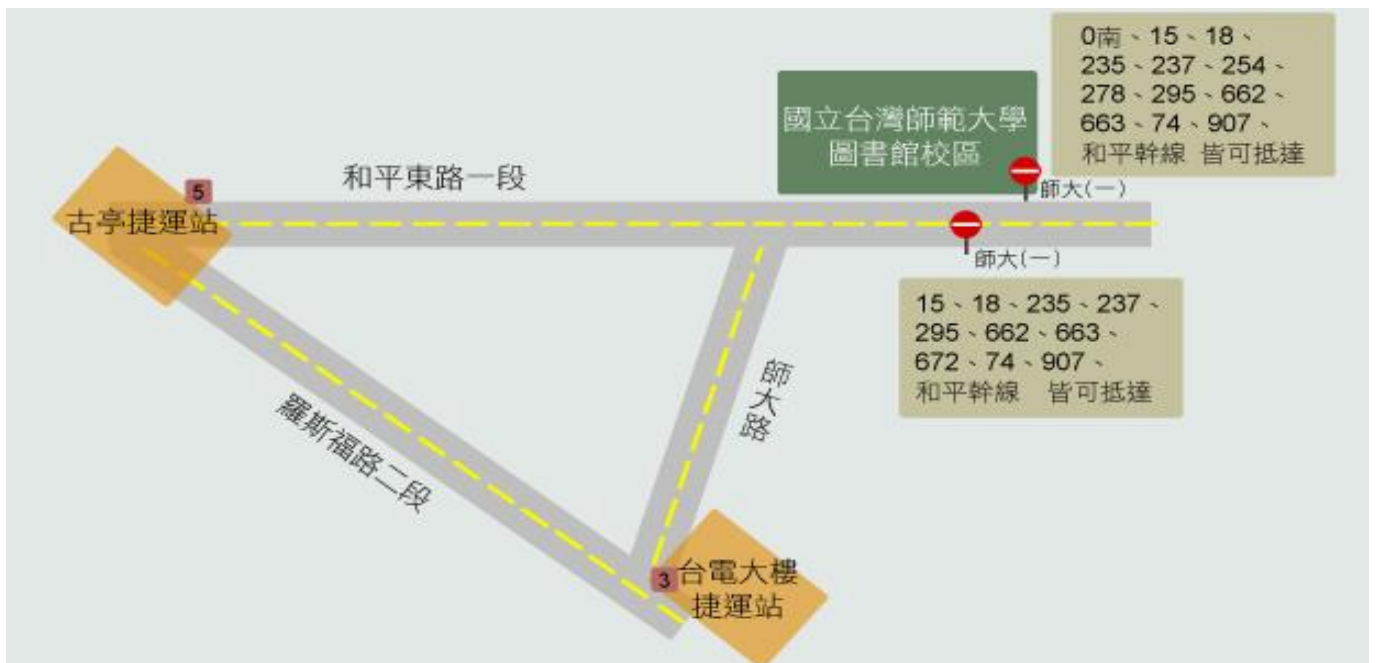 0南、15、18、
235、237、254、
278、295、662、
663、74、907、
和平幹線 皆可抵達
國立台灣師範大學
圖書館校區
師大(一)
和平東路一段
5
古亭捷運站
師大(一)
15、18、235、237、
295、662、663、
672、74、907、
和平幹線 皆可抵達
師大路
羅斯福路二段
3
台電大樓
捷運站